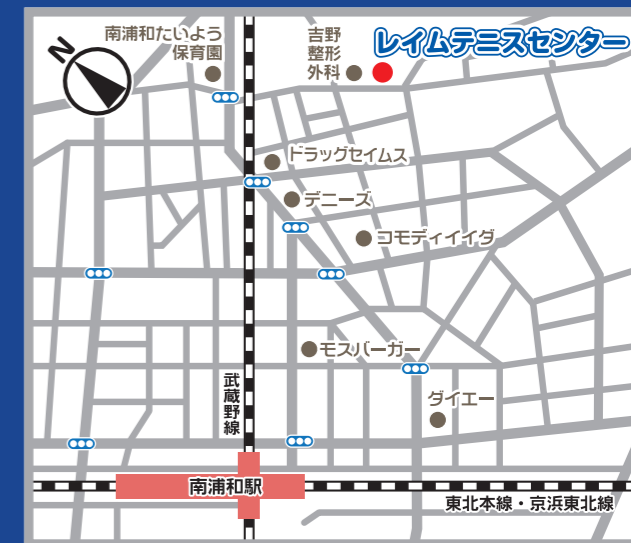 N
南浦和たいよう
保育園
吉野
整形
外科
レイムテニスセンター
ドラッグセイムス
デニーズ
コモディイイダ
モスバーガー
武蔵野線
ダイエー
南浦和駅
東北本線・京浜東北線